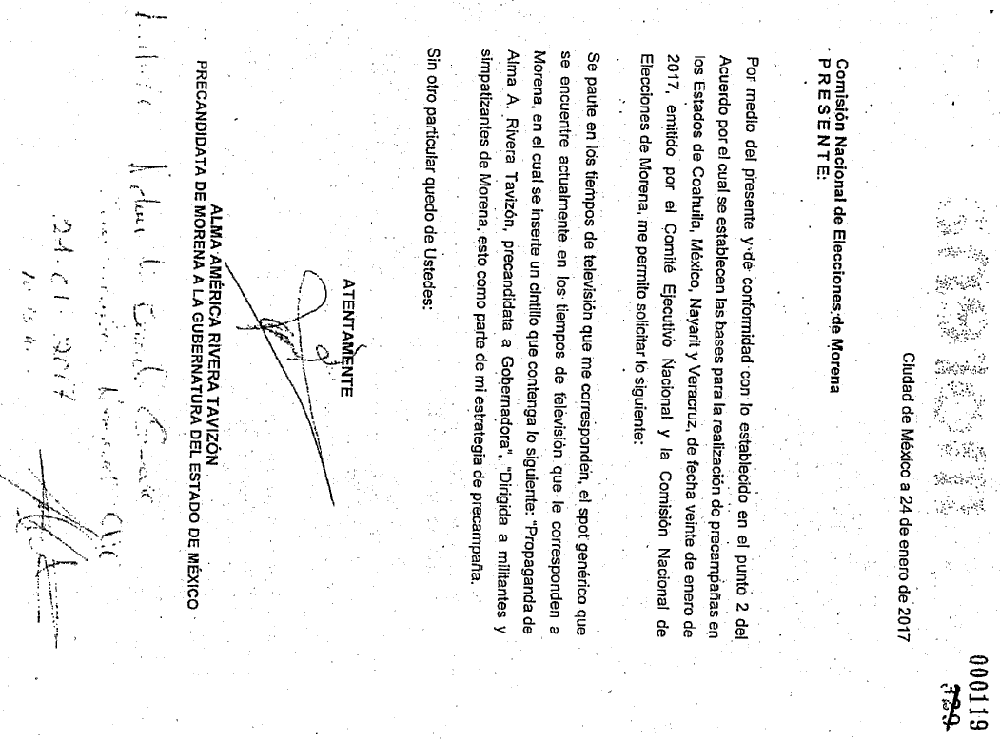 000119
729
Ciudad de México a 24 de enero de 2017
Comisión Nacional de Elecciones de Morena
P R E S E N T E:
Por medio del presente y de conformidad con lo establecido en el punto 2 del
Acuerdo por el cual se establecen las bases para la realización de precampañas en
los Estados de Coahuila, México, Nayarit y Veracruz, de fecha veinte de enero de
2017, emitido por el Comité Ejecutivo Nacional y la Comisión Nacional de
Elecciones de Morena, me permito solicitar lo siguiente:
Se paute en los tiempos de televisión que me corresponden, el spot genérico que
se encuentre actualmente en los tiempos de televisión que le corresponden a
Morena, en el cual se inserte un cintillo que contenga lo siguiente: "Propaganda de
Alma A. Rivera Tavizón, precandidata a Gobernadora", "Dirigida a militantes y
simpatizantes de Morena, esto como parte de mi estrategia de precampaña.
Sin otro particular quedo de Ustedes:
ATENTAMENTE
ALMA AMÉRICA RIVERA TAVIZÓN
PRECANDIDATA DE MORENA A LA GUBERNATURA DEL ESTADO DE MÉXICO